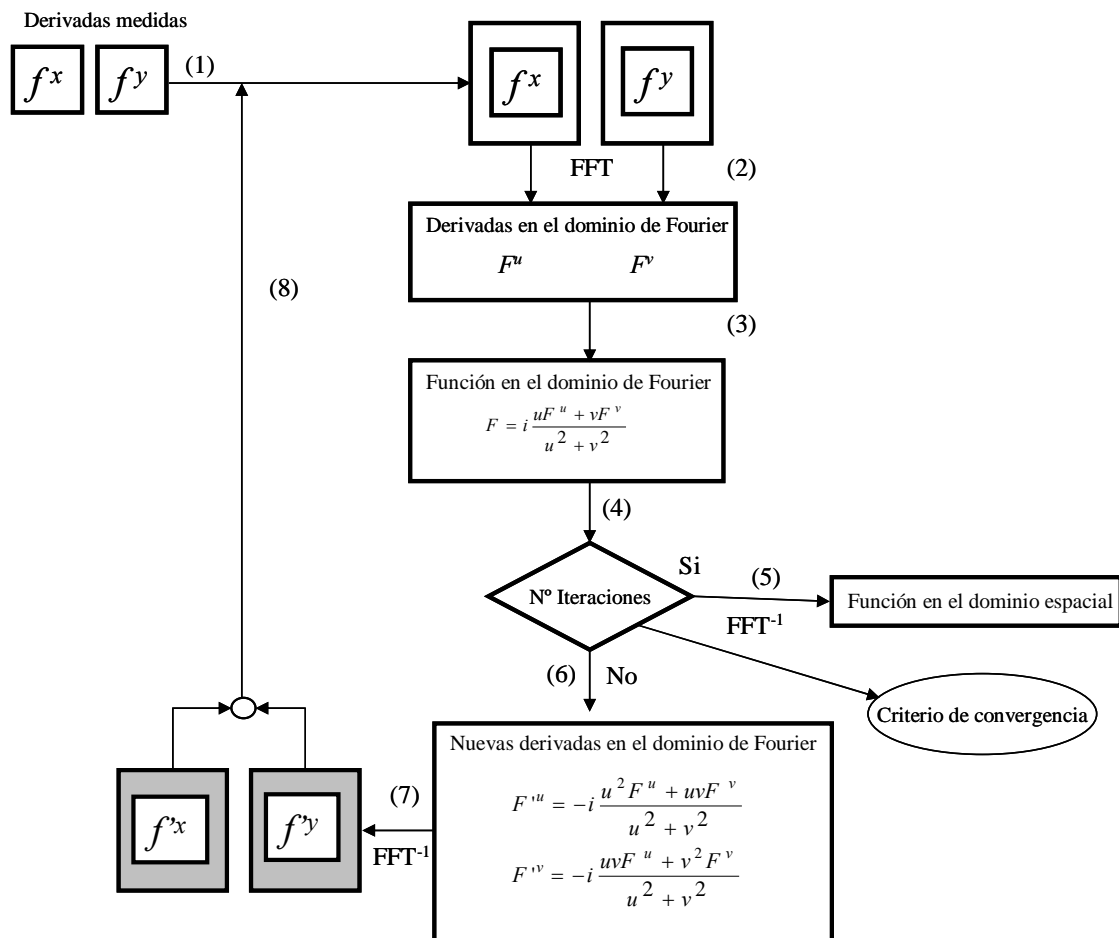 Derivadas medidas
f^x f^y (1) f^x f^y
FFT (2)
Derivadas en el dominio de Fourier
F^u F^v
(8) (3)
Función en el dominio de Fourier
F = i \frac{uF^u + vF^v}{u^2 + v^2}
(4)
Si (5)
Nº Iteraciones
FFT^{-1}
Función en el dominio espacial
(6) No
Criterio de convergencia
Nuevas derivadas en el dominio de Fourier
F'^u = -i \frac{u^2F^u + uvF^v}{u^2 + v^2}
F'^v = -i \frac{uvF^u + v^2F^v}{u^2 + v^2}
(7)
FFT^{-1}
f'^x f'^y